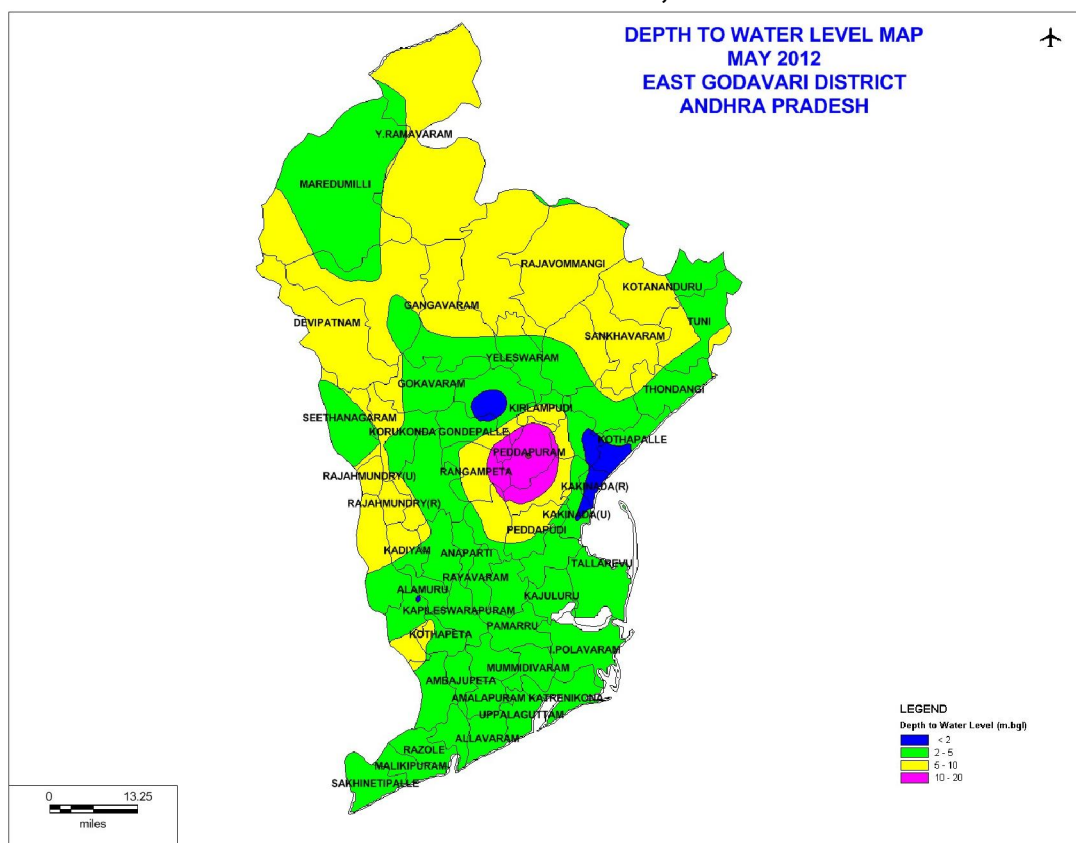 DEPTH TO WATER LEVEL MAP
MAY 2012
EAST GODAVARI DISTRICT
ANDHRA PRADESH
Y.RAMAVARAM
MAREDUMILLI
RAJAVOMMANGI
KOTANANDURU
GANGAVARAM
DEVIPATNAM
TUNI
SANKHAVARAM
YELESWARAM
GOKAVARAM
THONDANGI
KIRLAMPUDI
SEETHANAGARAM
KORUKONDA GONDEPALLE
KOTHAPALLE
PEDDAPURAM
RANGAMPETA
RAJAHMUNDRY(U)
KAKINADA(R)
RAJAHMUNDRY(R)
KAKINADA(U)
PEDDAPUDI
KADIYAM
ANAPARTI
TALLAREVU
RAYAVARAM
ALAMURU
KAJULURU
KAPILESWARAPURAM
PAMARRU
KOTHAPETA
I.POLAVARAM
MUMMIDIVARAM
AMBAJUPETA
AMALAPURAM KATRENIKONA
UPPALAGUTTAM
ALLAVARAM
RAZOLE
MALIKIPURAM
SAKHINETIPALLE
LEGEND
Depth to Water Level (m.bgl)
< 2
2 - 5
5 - 10
10 - 20
0 13.25
miles